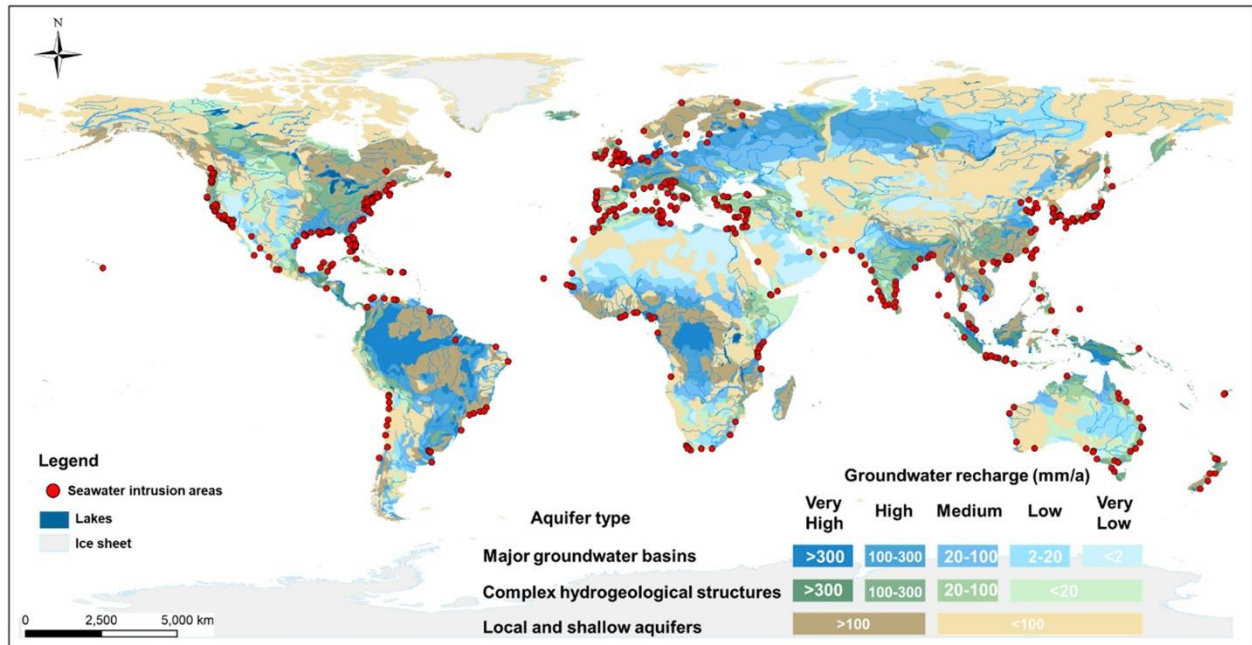 N
Legend
Seawater intrusion areas
Lakes
Ice sheet
0 2,500 5,000 km
Groundwater recharge (mm/a)
Aquifer type
Very High High Medium Low Very Low
Major groundwater basins >300 100-300 20-100 2-20 <2
Complex hydrogeological structures >300 100-300 20-100 <20
Local and shallow aquifers >100 <100